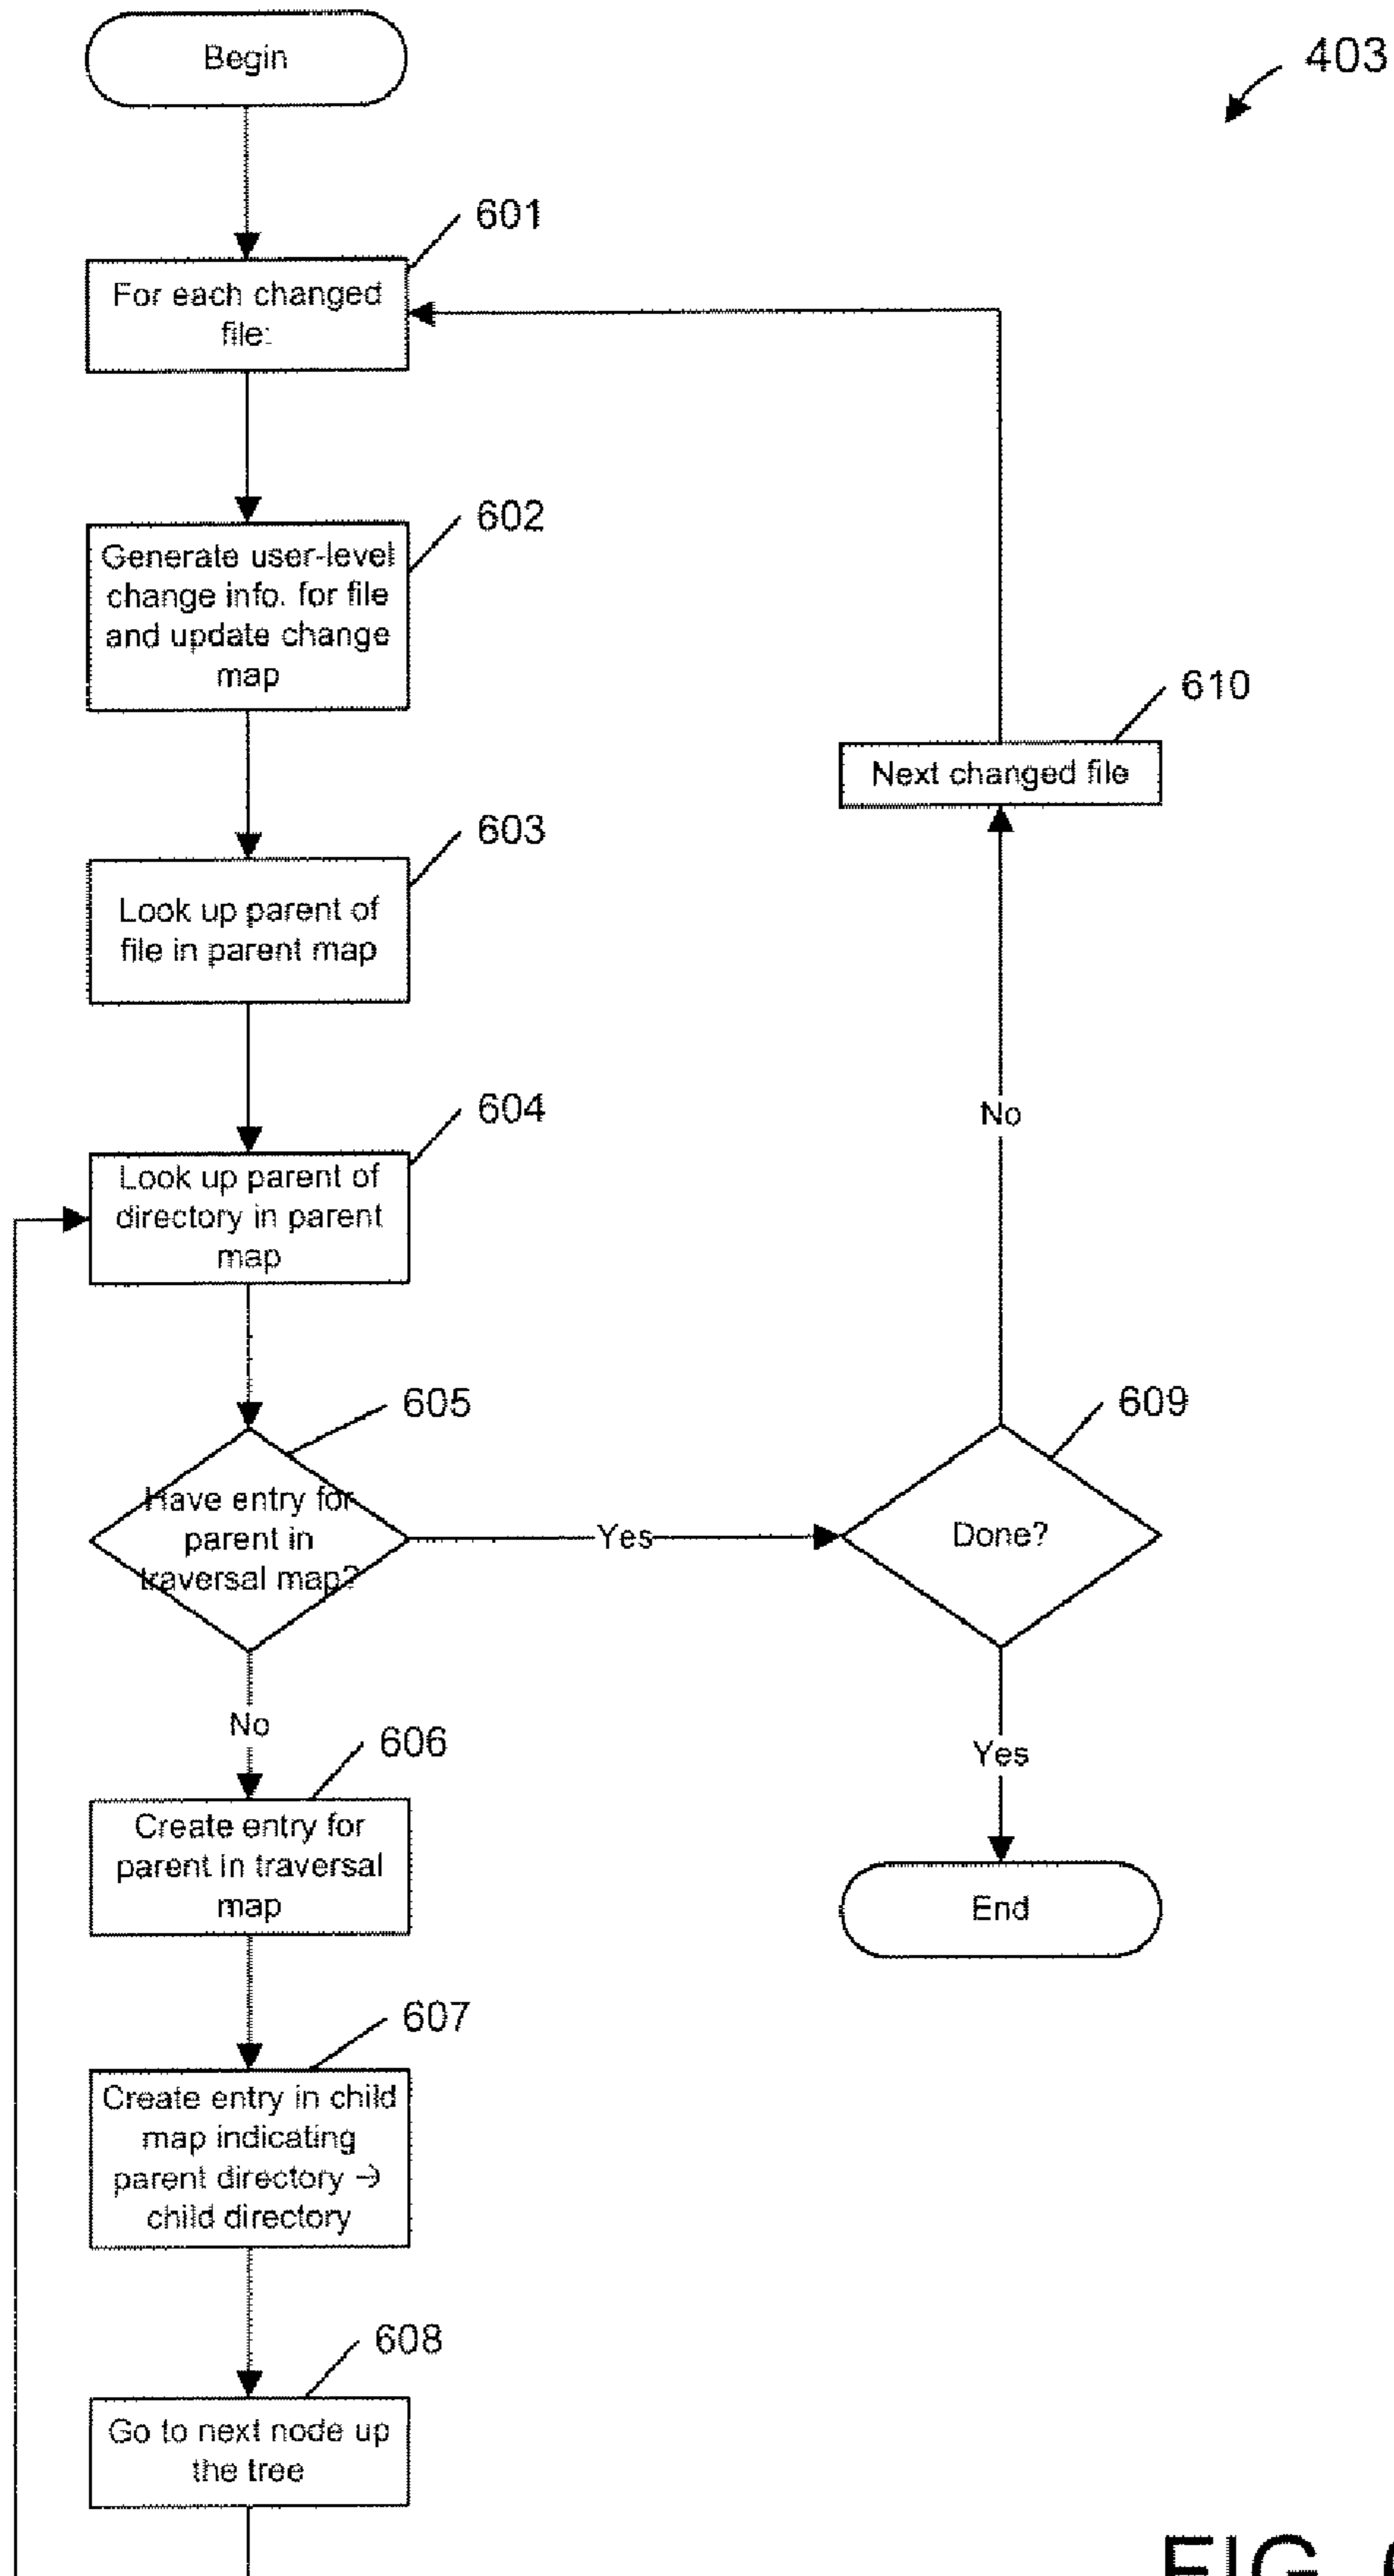 Begin
403
601
For each changed
file:
602
Generate user-level
change info. for file
and update change
map
610
Next changed file
603
Look up parent of
file in parent map
604
Look up parent of
directory in parent
map
No
605
Have entry for
parent in
traversal map?
Yes
609
Done?
No
606
Create entry for
parent in traversal
map
Yes
End
607
Create entry in child
map indicating
parent directory →
child directory
608
Go to next node up
the tree
FIG.